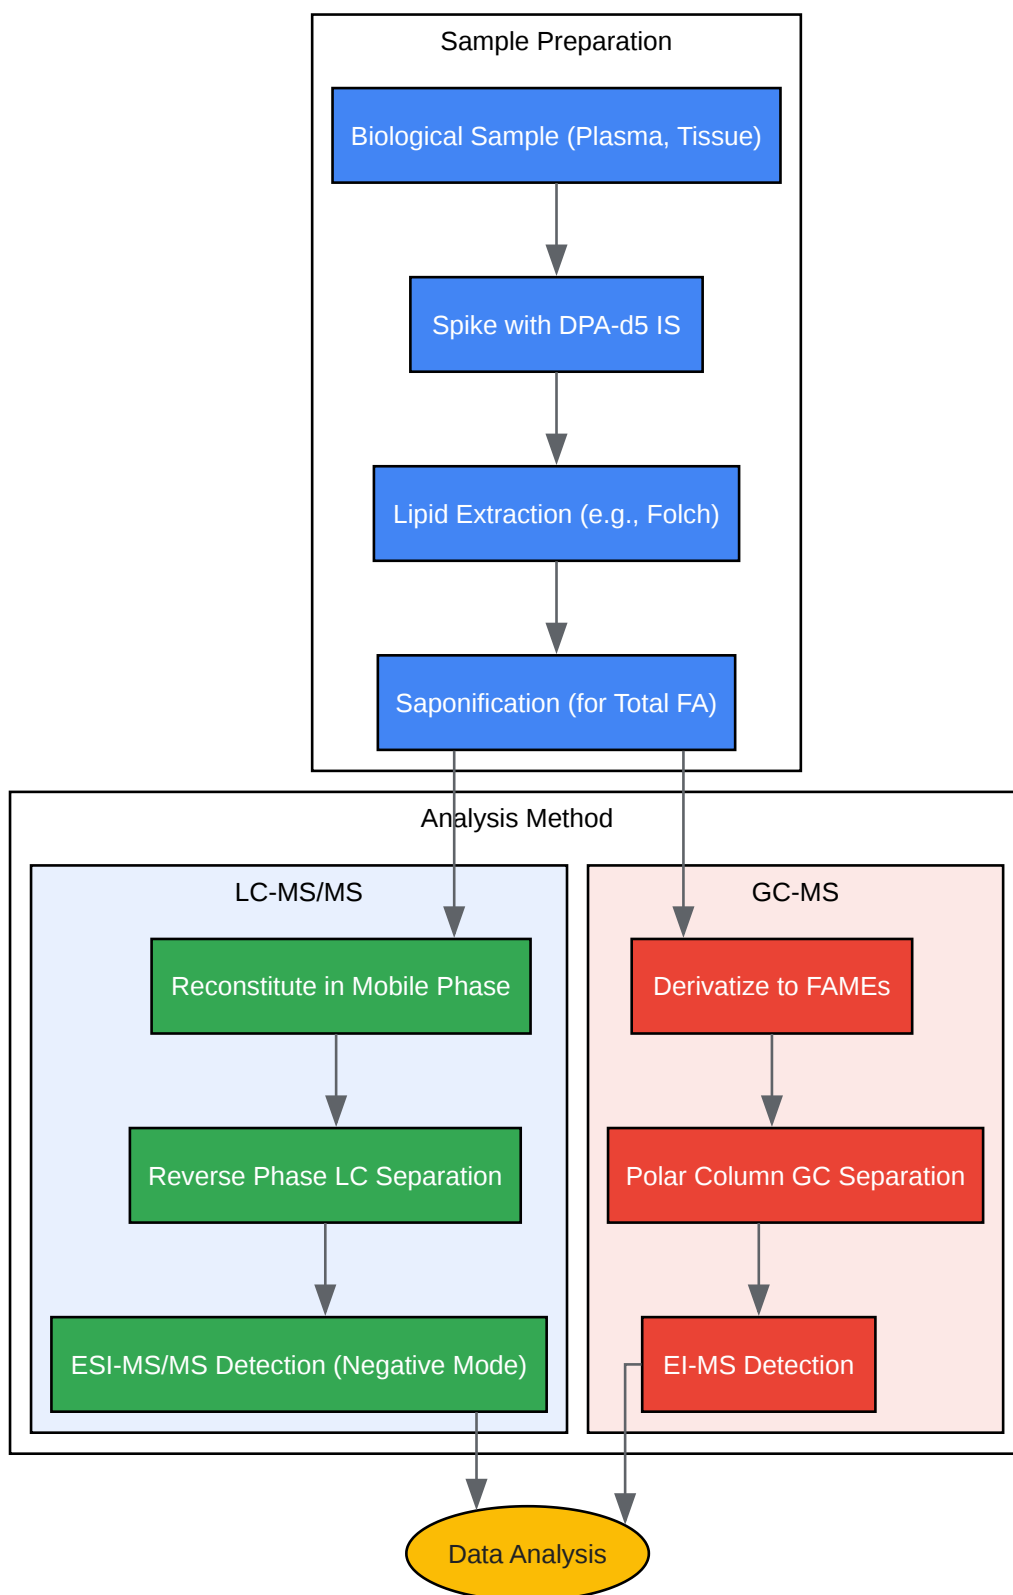 Sample Preparation
Biological Sample (Plasma, Tissue)
Spike with DPA-d5 IS
Lipid Extraction (e.g., Folch)
Saponification (for Total FA)
Analysis Method
LC-MS/MS
Reconstitute in Mobile Phase
Reverse Phase LC Separation
ESI-MS/MS Detection (Negative Mode)
GC-MS
Derivatize to FAMEs
Polar Column GC Separation
EI-MS Detection
Data Analysis